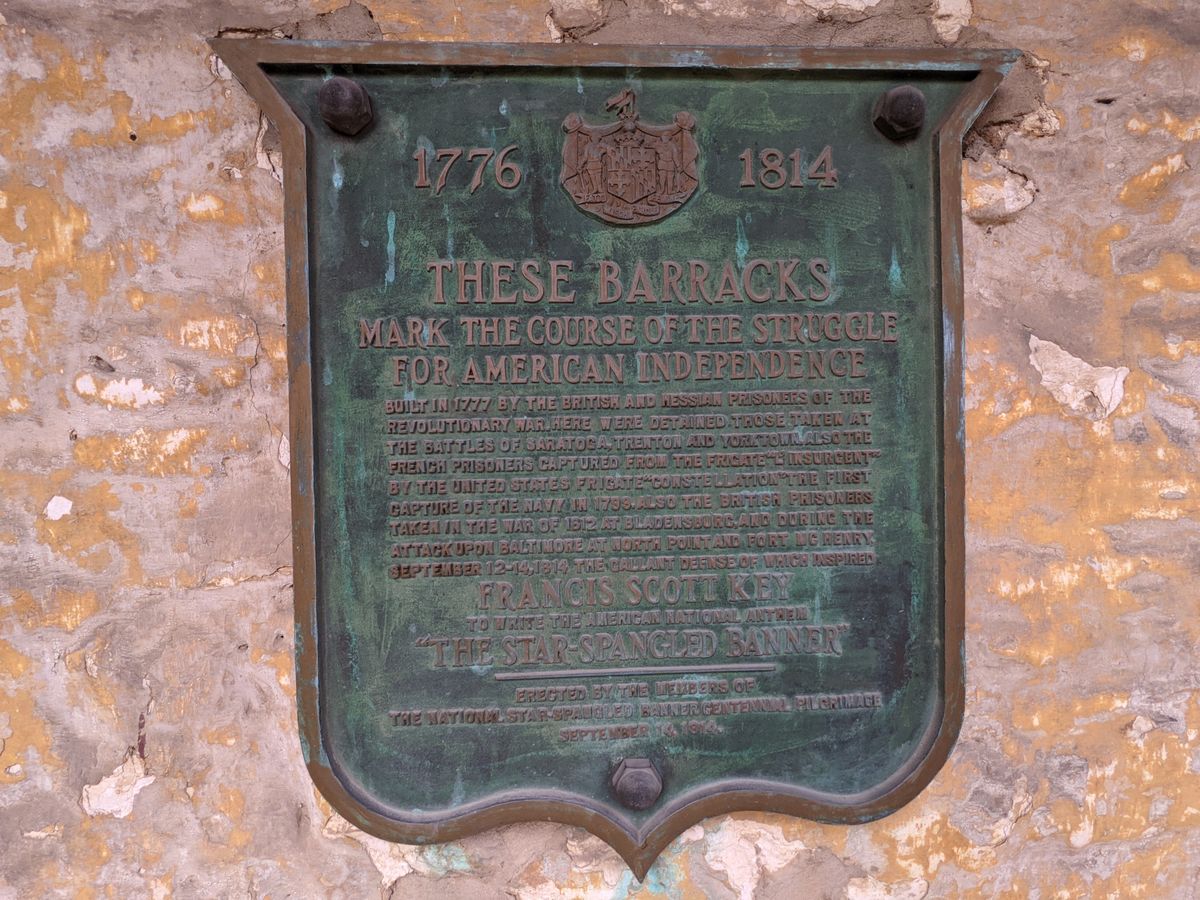 1776 1814
THESE BARRACKS
MARK THE COURSE OF THE STRUGGLE
FOR AMERICAN INDEPENDENCE
BUILT IN 1777 BY THE BRITISH AND HESSIAN PRISONERS OF THE
REVOLUTIONARY WAR. HERE WERE DETAINED THOSE TAKEN AT
THE BATTLES OF SARATOGA, TRENTON AND YORKTOWN. ALSO THE
FRENCH PRISONERS CAPTURED FROM THE FRIGATE "L'INSURGENT"
BY THE UNITED STATES FRIGATE "CONSTELLATION" THE FIRST
CAPTURE OF THE NAVY IN 1799. ALSO THE BRITISH PRISONERS
TAKEN IN THE WAR OF 1812 AT BLADENSBURG, AND DURING THE
ATTACK UPON BALTIMORE AT NORTH POINT AND FORT MC HENRY,
SEPTEMBER 12-14, 1814 THE GALLANT DEFENSE OF WHICH INSPIRED
FRANCIS SCOTT KEY
TO WRITE THE AMERICAN NATIONAL ANTHEM
"THE STAR-SPANGLED BANNER"
ERECTED BY THE MEMBERS OF
THE NATIONAL STAR-SPANGLED BANNER CENTENNIAL PILGRIMAGE
SEPTEMBER 14, 1914.